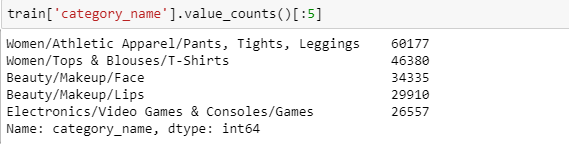 train['category_name'].value_counts()[:5]
Women/Athletic Apparel/Pants, Tights, Leggings    60177
Women/Tops & Blouses/T-Shirts                     46380
Beauty/Makeup/Face                                34335
Beauty/Makeup/Lips                                29910
Electronics/Video Games & Consoles/Games          26557
Name: category_name, dtype: int64